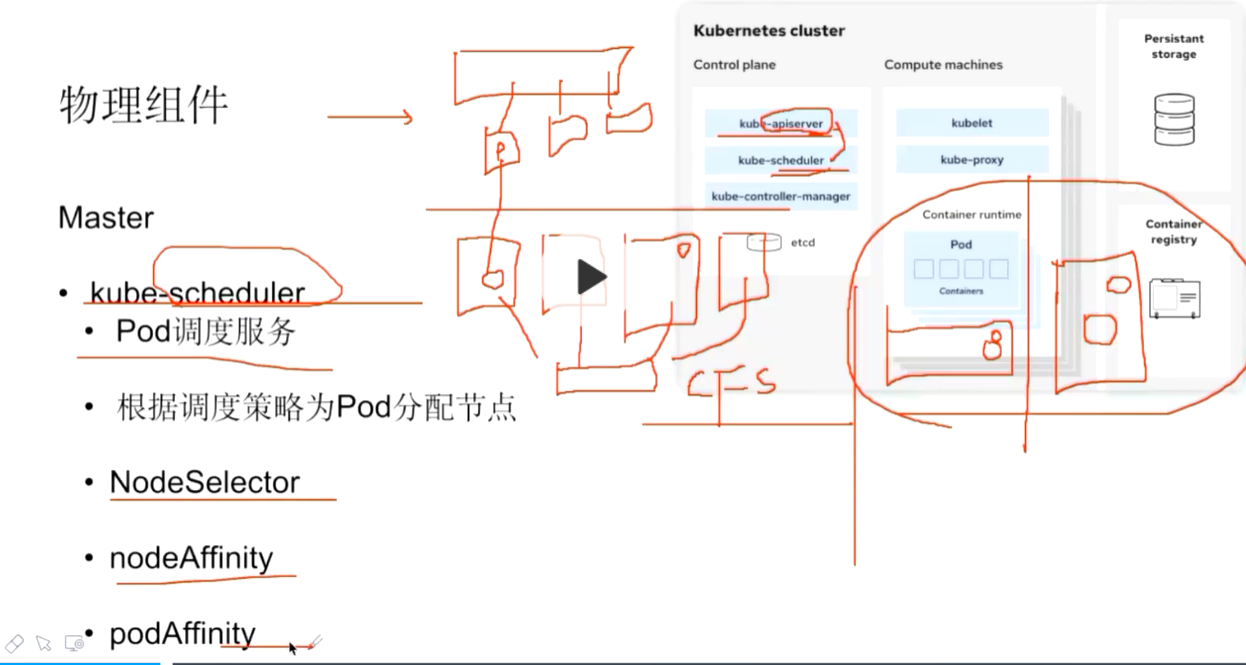 物理组件
Master
kube-scheduler
Pod调度服务
根据调度策略为Pod分配节点
NodeSelector
nodeAffinity
podAffinity
Kubernetes cluster
Control plane
kube-apiserver
kube-scheduler
kube-controller-manager
etcd
Compute machines
kubelet
kube-proxy
Container runtime
Pod
Containers
Persistant
storage
Container
registry